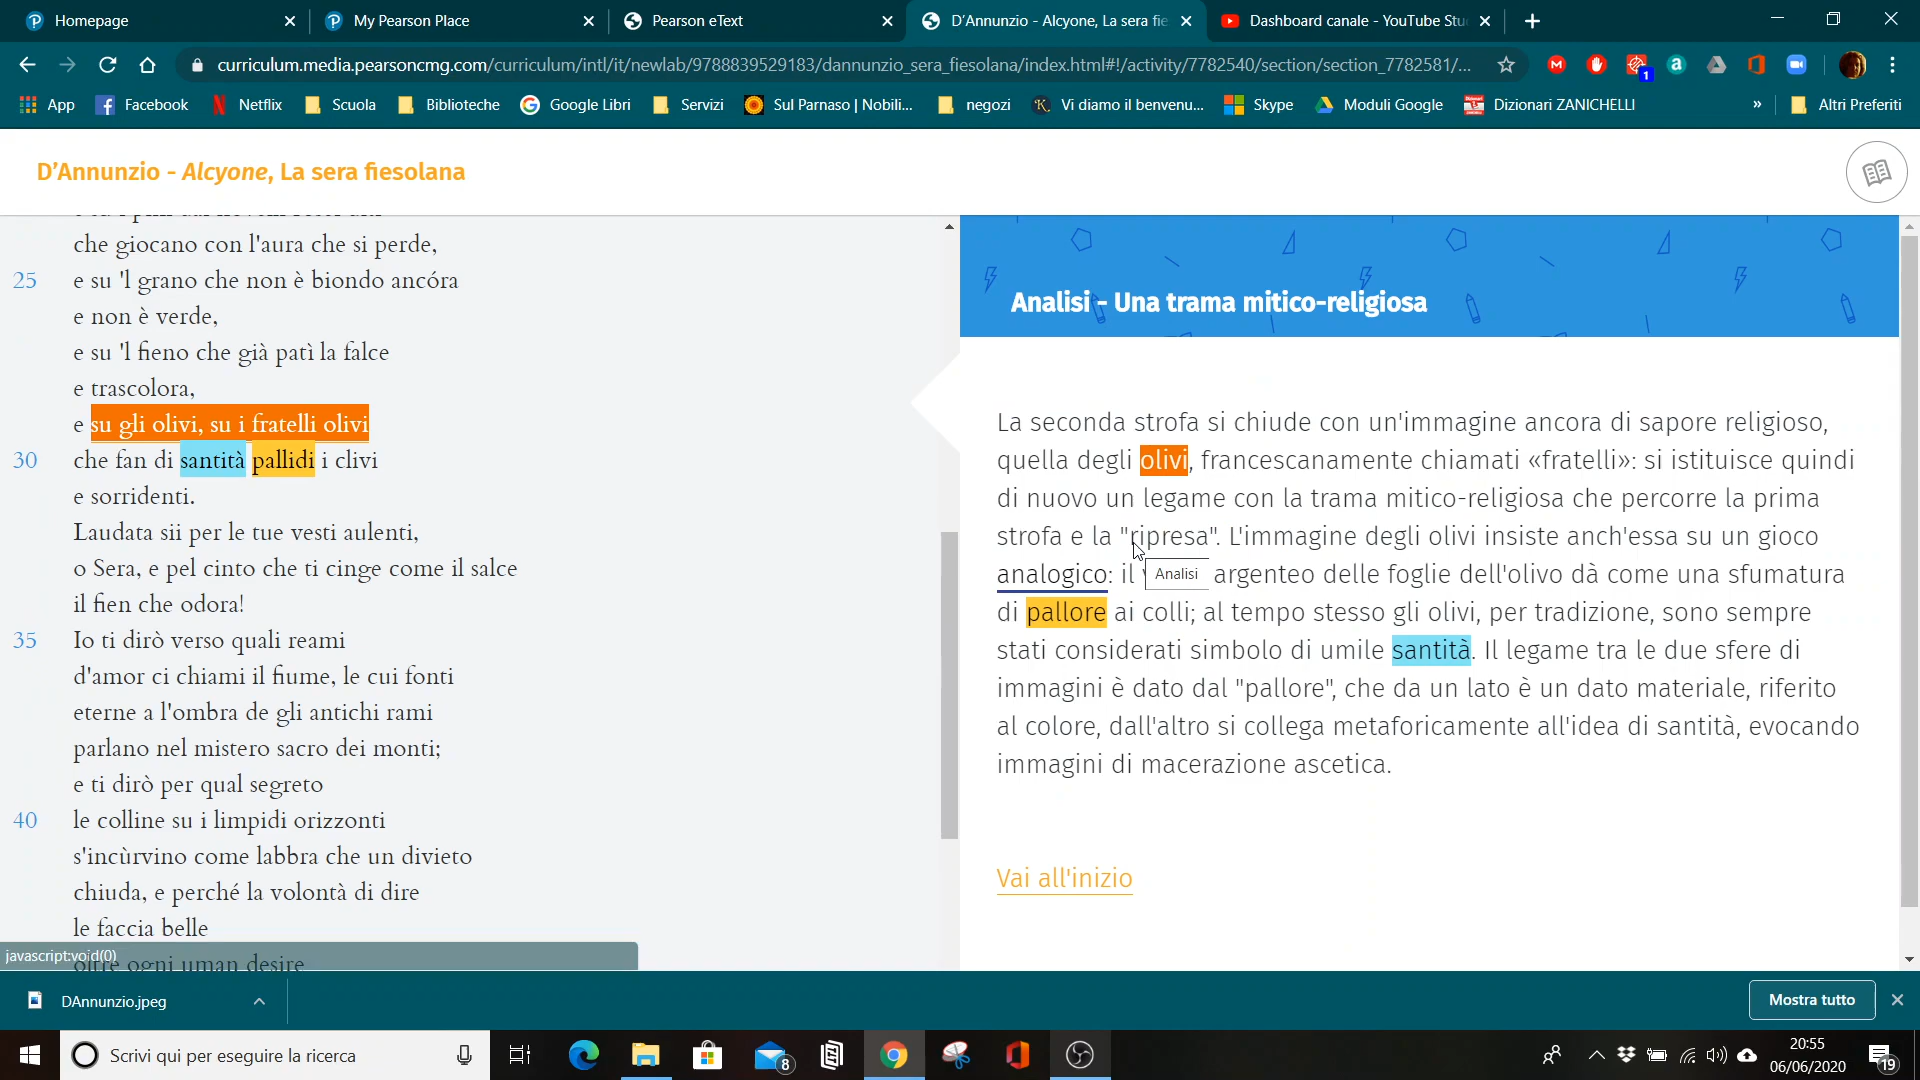 Homepage
My Pearson Place
Pearson eText
D'Annunzio - Alcyone, La sera fie
Dashboard canale - YouTube Stu
curriculum.media.pearsoncmg.com/curriculum/intl/it/newlab/9788839529183/dannunzio_sera_fiesolana/index.html#!/activity/7782540/section/section_7782581/...
1
App
Facebook
Netflix
Scuola
Biblioteche
Google Libri
Servizi
Sul Parnaso | Nobili...
negozi
Vi diamo il benvenu...
Skype
Moduli Google
Dizionari ZANICHELLI
»
Altri Preferiti
D'Annunzio - Alcyone, La sera fiesolana
che giocano con l'aura che si perde,
25 e su 'l grano che non è biondo ancóra
e non è verde,
e su 'l fieno che già patì la falce
e trascolora,
e su gli olivi, su i fratelli olivi
30 che fan di santità pallidi i clivi
e sorridenti.
Laudata sii per le tue vesti aulenti,
o Sera, e pel cinto che ti cinge come il salce
il fien che odora!
35 Io ti dirò verso quali reami
d'amor ci chiami il fiume, le cui fonti
eterne a l'ombra de gli antichi rami
parlano nel mistero sacro dei monti;
e ti dirò per qual segreto
40 le colline su i limpidi orizzonti
s'incùrvino come labbra che un divieto
chiuda, e perché la volontà di dire
le faccia belle
oltre ogni uman desire
javascript:void(0)
Analisi - Una trama mitico-religiosa
La seconda strofa si chiude con un'immagine ancora di sapore religioso,
quella degli olivi, francescanamente chiamati «fratelli»: si istituisce quindi
di nuovo un legame con la trama mitico-religiosa che percorre la prima
strofa e la "ripresa". L'immagine degli olivi insiste anch'essa su un gioco
analogico: il argenteo delle foglie dell'olivo dà come una sfumatura
Analisi
di pallore ai colli; al tempo stesso gli olivi, per tradizione, sono sempre
stati considerati simbolo di umile santità. Il legame tra le due sfere di
immagini è dato dal "pallore", che da un lato è un dato materiale, riferito
al colore, dall'altro si collega metaforicamente all'idea di santità, evocando
immagini di macerazione ascetica.
Vai all'inizio
DAnnunzio.jpeg
Mostra tutto
Scrivi qui per eseguire la ricerca
8
20:55
06/06/2020
19